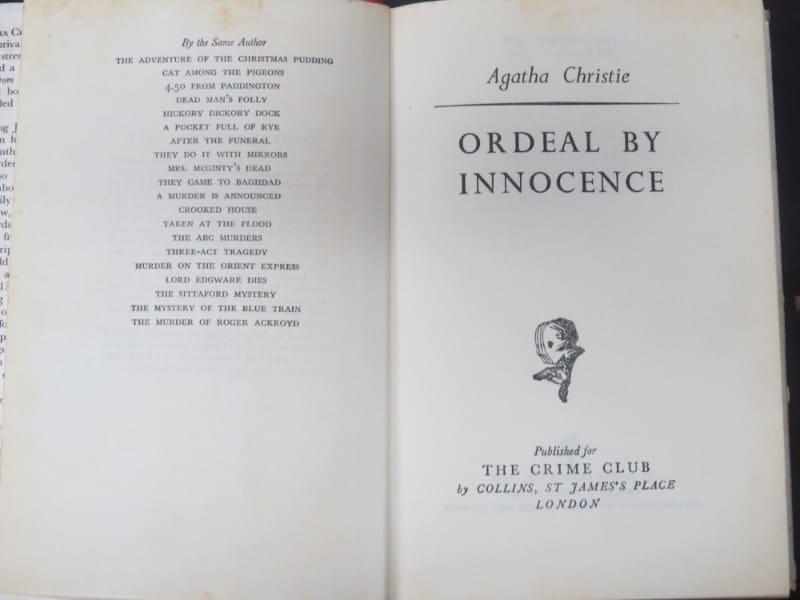 By the Same Author
THE ADVENTURE OF THE CHRISTMAS PUDDING
CAT AMONG THE PIGEONS
4.50 FROM PADDINGTON
DEAD MAN'S FOLLY
HICKORY DICKORY DOCK
A POCKET FULL OF RYE
AFTER THE FUNERAL
THEY DO IT WITH MIRRORS
MRS. MCGINTY'S DEAD
THEY CAME TO BAGHDAD
A MURDER IS ANNOUNCED
CROOKED HOUSE
TAKEN AT THE FLOOD
THE ABC MURDERS
THREE-ACT TRAGEDY
MURDER ON THE ORIENT EXPRESS
LORD EDGWARE DIES
THE SITTAFORD MYSTERY
THE MYSTERY OF THE BLUE TRAIN
THE MURDER OF ROGER ACKROYD
Agatha Christie
ORDEAL BY
INNOCENCE
Published for
THE CRIME CLUB
by COLLINS, ST JAMES'S PLACE
LONDON